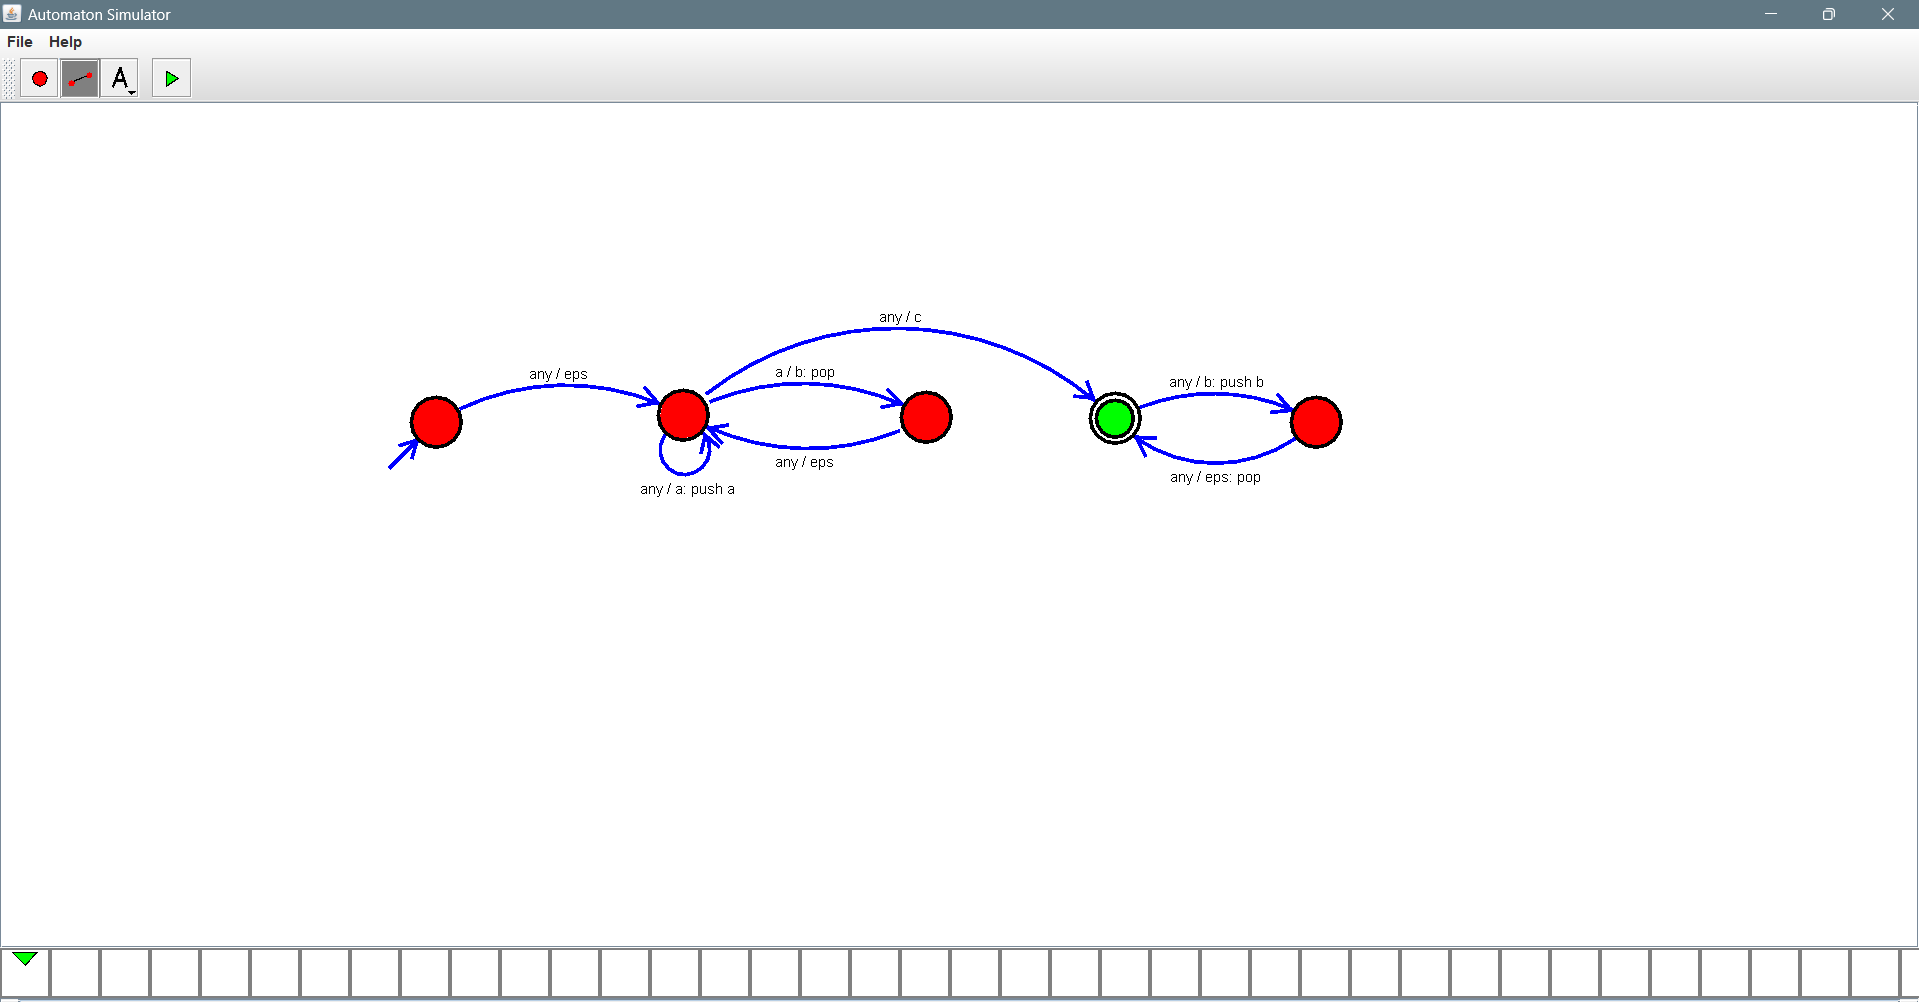 Automaton Simulator
File Help
A
any / c
any / eps
a / b: pop
any / b: push b
any / eps
any / eps: pop
any / a: push a